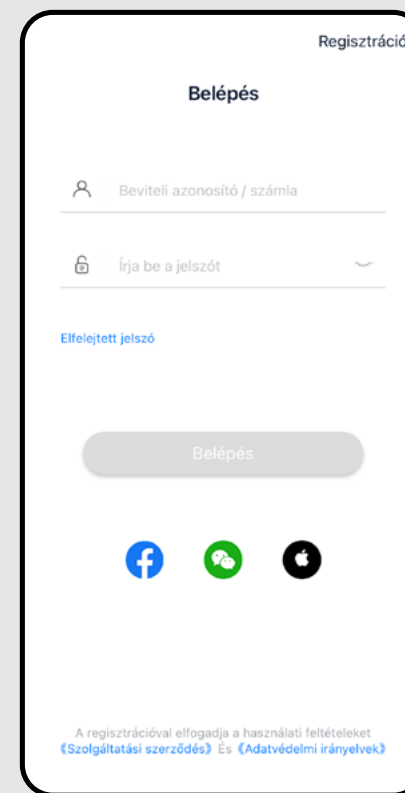 Regisztráció
Belépés
Beviteli azonosító / számla
Írja be a jelszót
Elfelejtett jelszó
Belépés
A regisztrációval elfogadja a használati feltételeket
《Szolgáltatási szerződés》 És 《Adatvédelmi irányelvek》